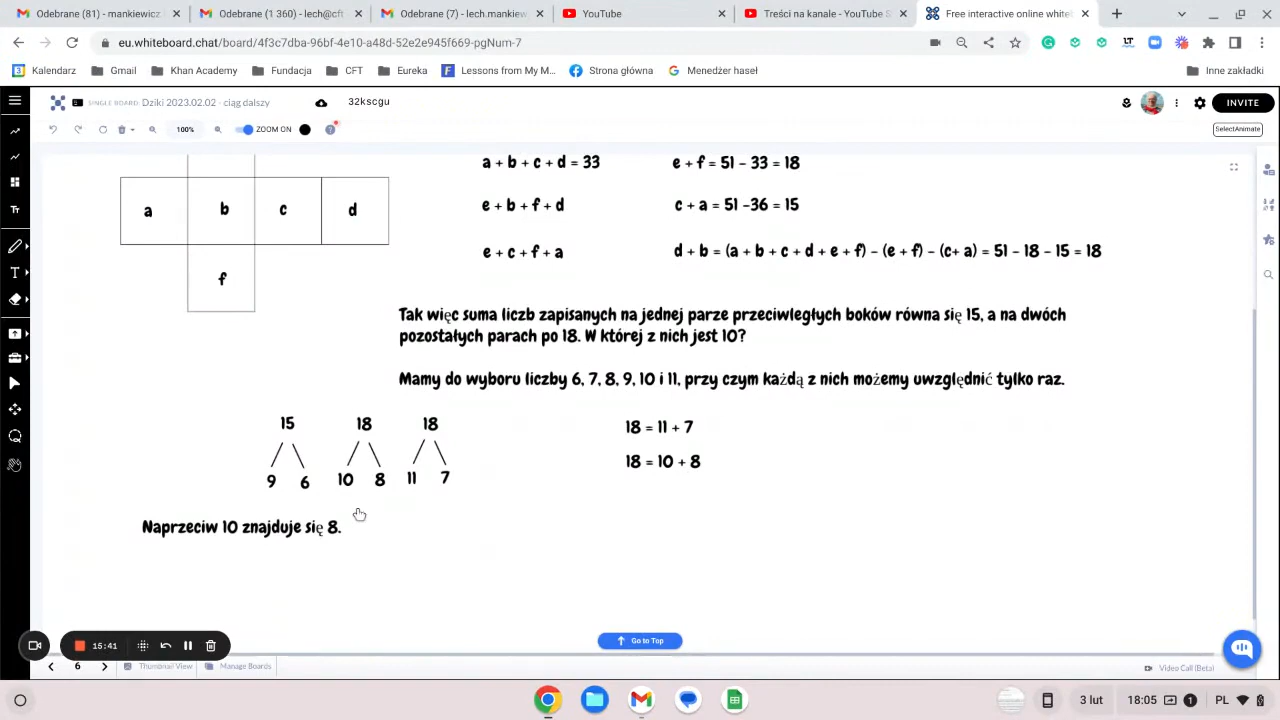 Odebrane (81) - mankiewicz.
Odebrane (1 360) - lech@cft
Odebrane (7) - lech.mankiew
YouTube
Treści na kanale - YouTube S
Free interactive online white
eu.whiteboard.chat/board/4f3c7dba-96bf-4e10-a48d-52e2e945f669-pgNum-7
Kalendarz
Gmail
Khan Academy
Fundacja
CFT
Eureka
Lessons from My M...
Strona główna
Menedżer haseł
Inne zakładki
SINGLE BOARD: Dziki 2023.02.02 · ciąg dalszy
32kscgu
INVITE
100%
ZOOM ON
SelectAnimate
a + b + c + d = 33
e + f = 51 - 33 = 18
a b c d
e + b + f + d
c + a = 51 -36 = 15
e + c + f + a
d + b = (a + b + c + d + e + f) - (e + f) - (c+ a) = 51 - 18 - 15 = 18
f
Tak więc suma liczb zapisanych na jednej parze przeciwległych boków równa się 15, a na dwóch
pozostałych parach po 18. W której z nich jest 10?
Mamy do wyboru liczby 6, 7, 8, 9, 10 i 11, przy czym każdą z nich możemy uwzględnić tylko raz.
15 18 18
18 = 11 + 7
18 = 10 + 8
9 6 10 8 11 7
Naprzeciw 10 znajduje się 8.
Go to Top
15:41
6
Thumbnail View
Manage Boards
Video Call (Beta)
3 lut
18:05
1
PL